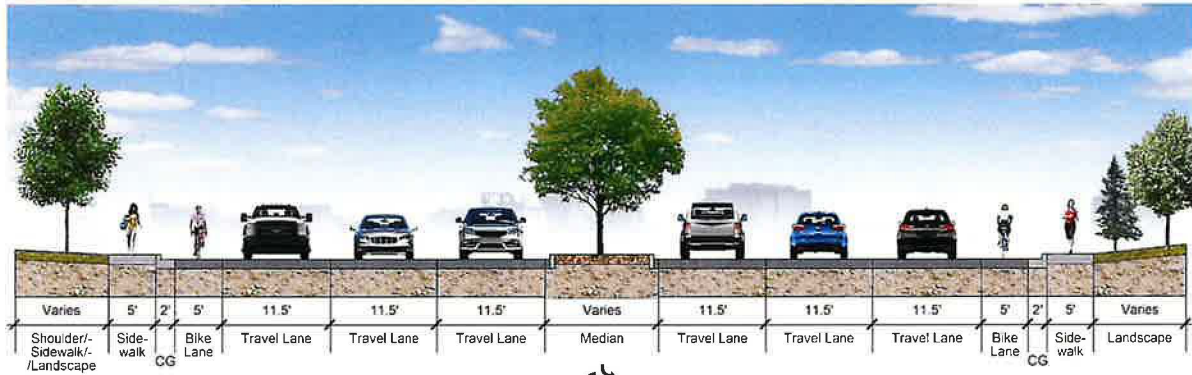 Varies 5' 2' 5' 11.5' 11.5' 11.5' Varies 11.5' 11.5' 11.5' 5' 2' 5' Varies
Shoulder/- Side- Bike Travel Lane Travel Lane Travel Lane Median Travel Lane Travel Lane Travel Lane Bike Side- Landscape
Sidewalk/- walk Lane Lane walk
/Landscape CG CG